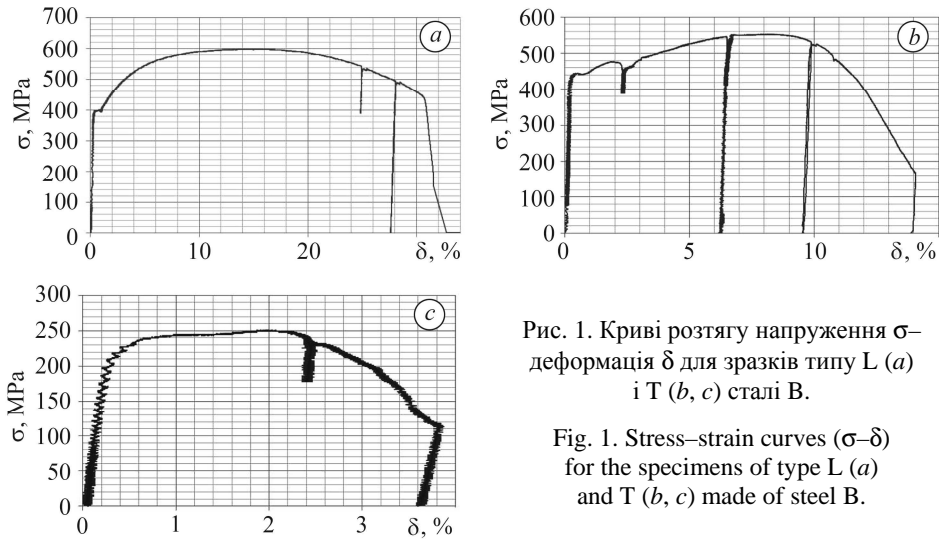 700
600
500
400
300
200
100
0
σ, MPa
0
10
20
δ, %
a
600
500
400
300
200
100
0
σ, MPa
0
5
10
δ, %
b
300
250
200
150
100
50
0
σ, MPa
0
1
2
3
δ, %
c
Рис. 1. Криві розтягу напруження σ–
деформація δ для зразків типу L (a)
і T (b, c) сталі В.
Fig. 1. Stress–strain curves (σ–δ)
for the specimens of type L (a)
and T (b, c) made of steel B.